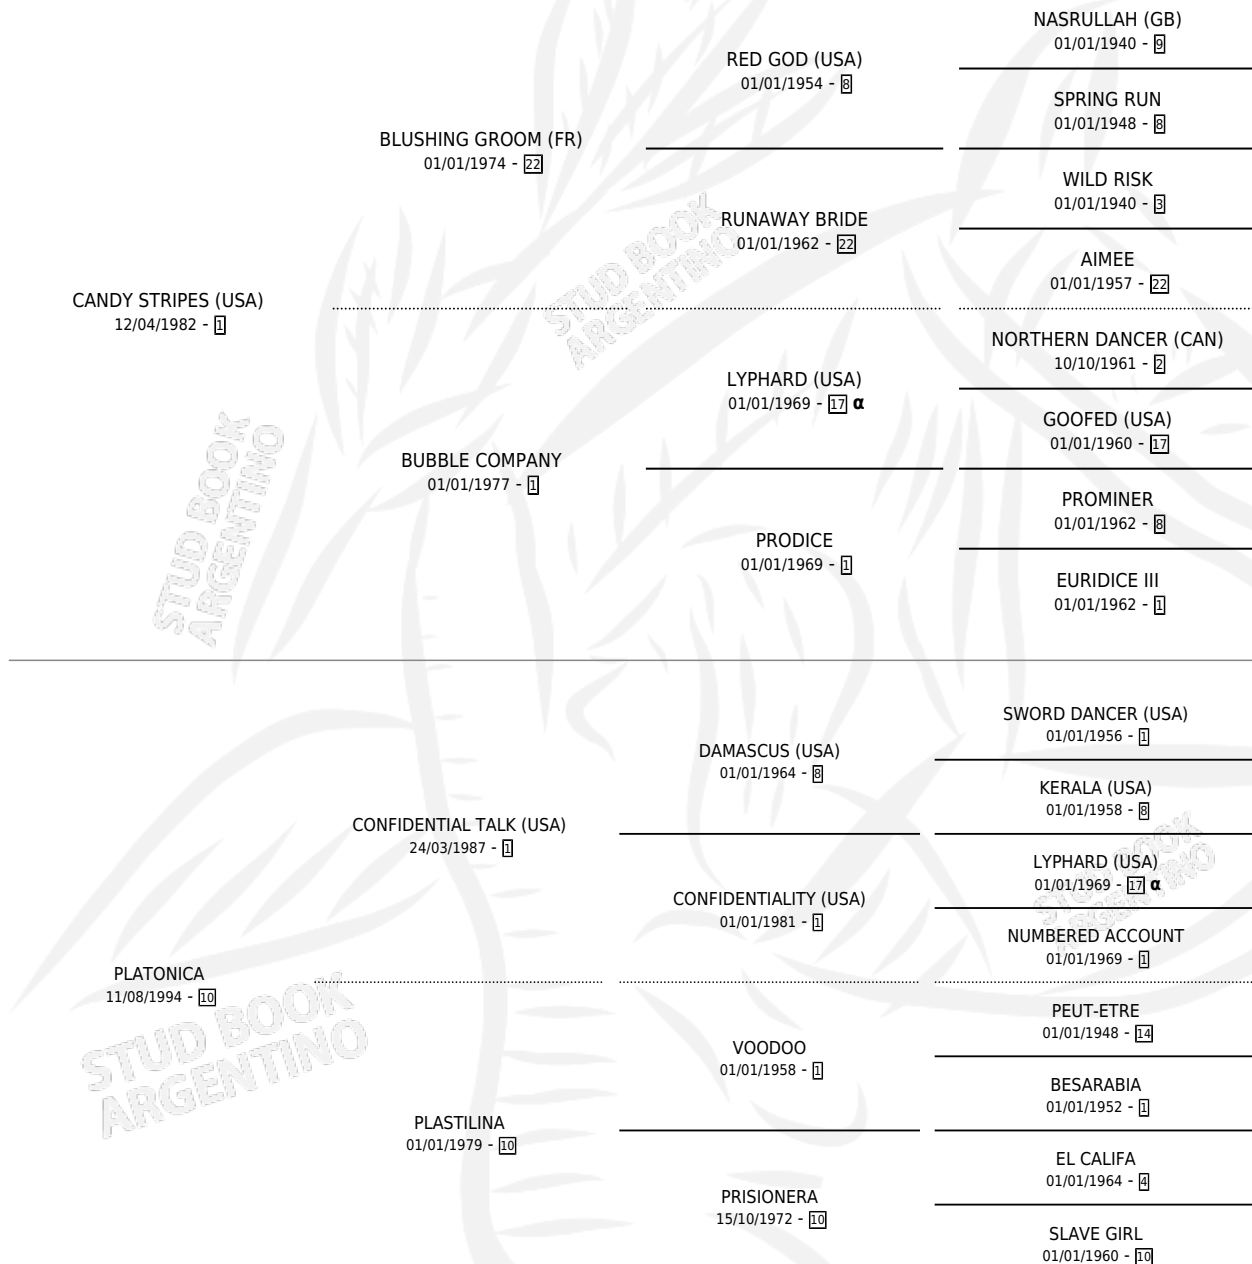 NASRULLAH (GB)
01/01/1940 - 9
RED GOD (USA)
01/01/1954 - 8
SPRING RUN
01/01/1948 - 8
BLUSHING GROOM (FR)
01/01/1974 - 22
WILD RISK
01/01/1940 - 3
RUNAWAY BRIDE
01/01/1962 - 22
AIMEE
01/01/1957 - 22
CANDY STRIPES (USA)
12/04/1982 - 1
NORTHERN DANCER (CAN)
10/10/1961 - 2
LYPHARD (USA)
01/01/1969 - 17 α
GOOFED (USA)
01/01/1960 - 17
BUBBLE COMPANY
01/01/1977 - 1
PROMINER
01/01/1962 - 8
PRODICE
01/01/1969 - 1
EURIDICE III
01/01/1962 - 1
SWORD DANCER (USA)
01/01/1956 - 1
DAMASCUS (USA)
01/01/1964 - 8
KERALA (USA)
01/01/1958 - 8
CONFIDENTIAL TALK (USA)
24/03/1987 - 1
LYPHARD (USA)
01/01/1969 - 17 α
CONFIDENTIALITY (USA)
01/01/1981 - 1
NUMBERED ACCOUNT
01/01/1969 - 1
PLATONICA
11/08/1994 - 10
PEUT-ETRE
01/01/1948 - 14
VOODOO
01/01/1958 - 1
BESARABIA
01/01/1952 - 1
PLASTILINA
01/01/1979 - 10
EL CALIFA
01/01/1964 - 4
PRISIONERA
15/10/1972 - 10
SLAVE GIRL
01/01/1960 - 10
STUD BOOK
ARGENTINO
STUD BOOK
ARGENTINO
STUD BOOK
ARGENTINO
STUD BOOK
ARGENTINO